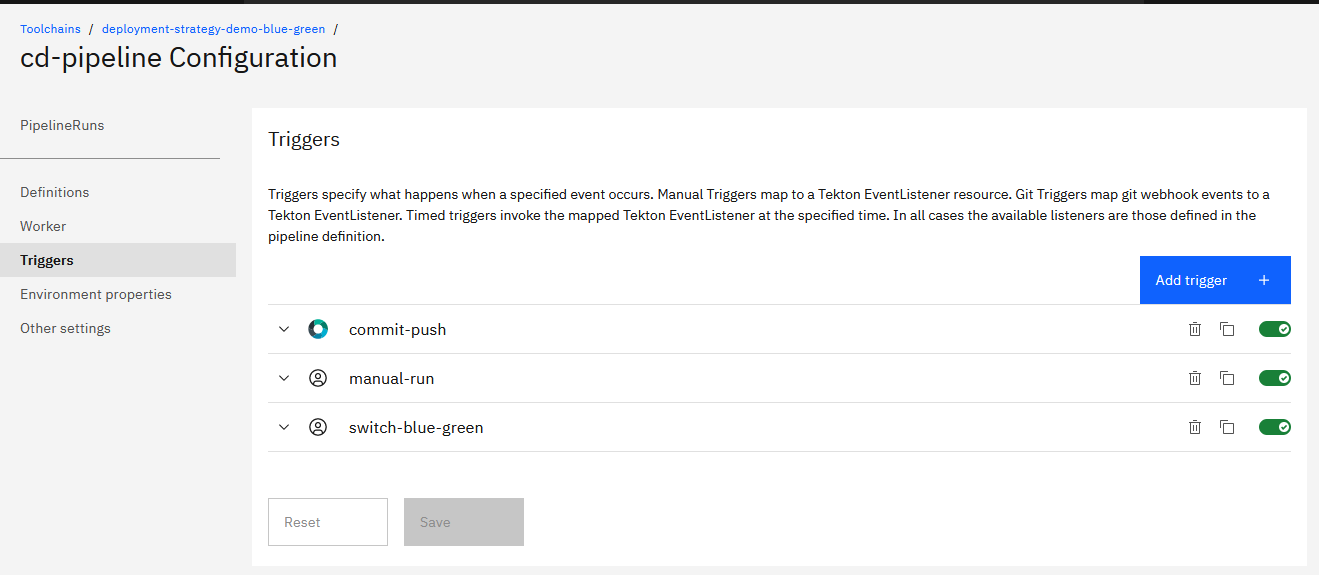 Toolchains / deployment-strategy-demo-blue-green /
cd-pipeline Configuration
PipelineRuns
Definitions
Worker
Triggers
Environment properties
Other settings
Triggers
Triggers specify what happens when a specified event occurs. Manual Triggers map to a Tekton EventListener resource. Git Triggers map git webhook events to a
Tekton EventListener. Timed triggers invoke the mapped Tekton EventListener at the specified time. In all cases the available listeners are those defined in the
pipeline definition.
Add trigger +
commit-push
manual-run
switch-blue-green
Reset
Save